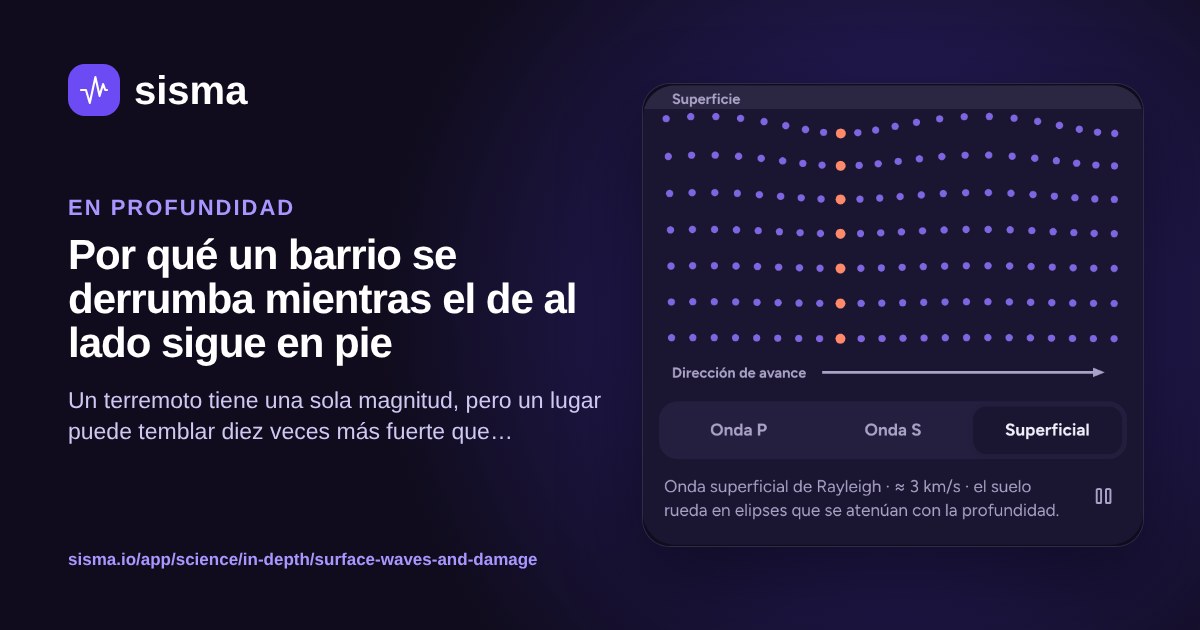 sisma
EN PROFUNDIDAD
Por qué un barrio se
derrumba mientras el de al
lado sigue en pie
Un terremoto tiene una sola magnitud, pero un lugar
puede temblar diez veces más fuerte que…
sisma.io/app/science/in-depth/surface-waves-and-damage
Superficie
Dirección de avance
Onda P
Onda S
Superficial
Onda superficial de Rayleigh · ≈ 3 km/s · el suelo
rueda en elipses que se atenúan con la profundidad.